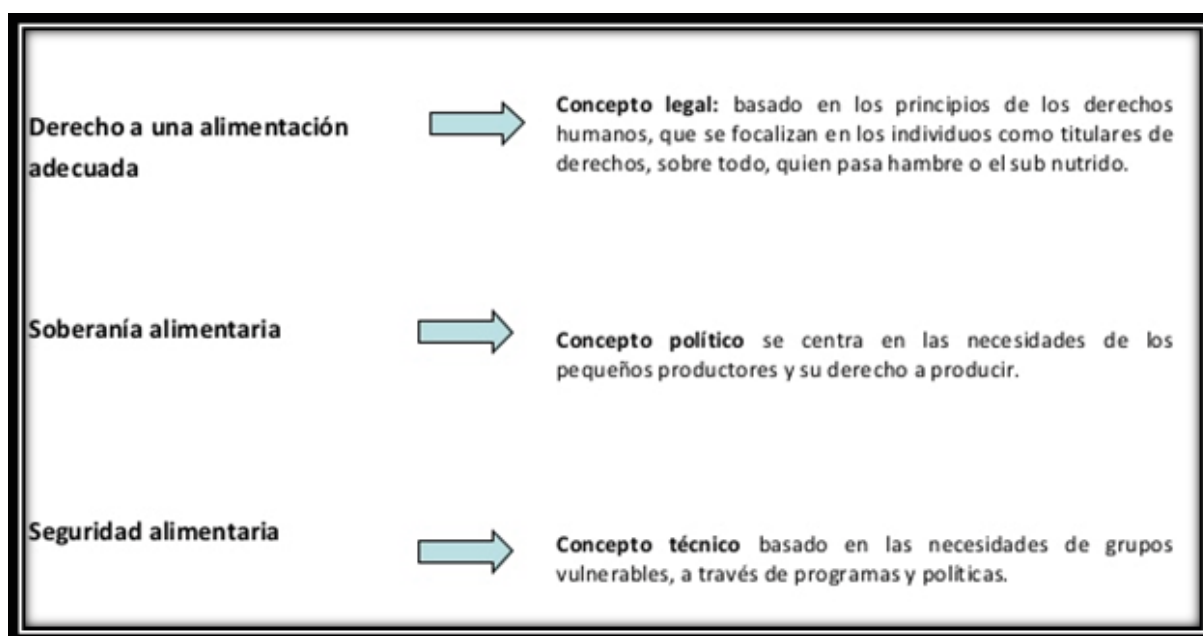 Derecho a una alimentación
adecuada
Concepto legal: basado en los principios de los derechos
humanos, que se focalizan en los individuos como titulares de
derechos, sobre todo, quien pasa hambre o el sub nutrido.
Soberanía alimentaria
Concepto político se centra en las necesidades de los
pequeños productores y su derecho a producir.
Seguridad alimentaria
Concepto técnico basado en las necesidades de grupos
vulnerables, a través de programas y políticas.